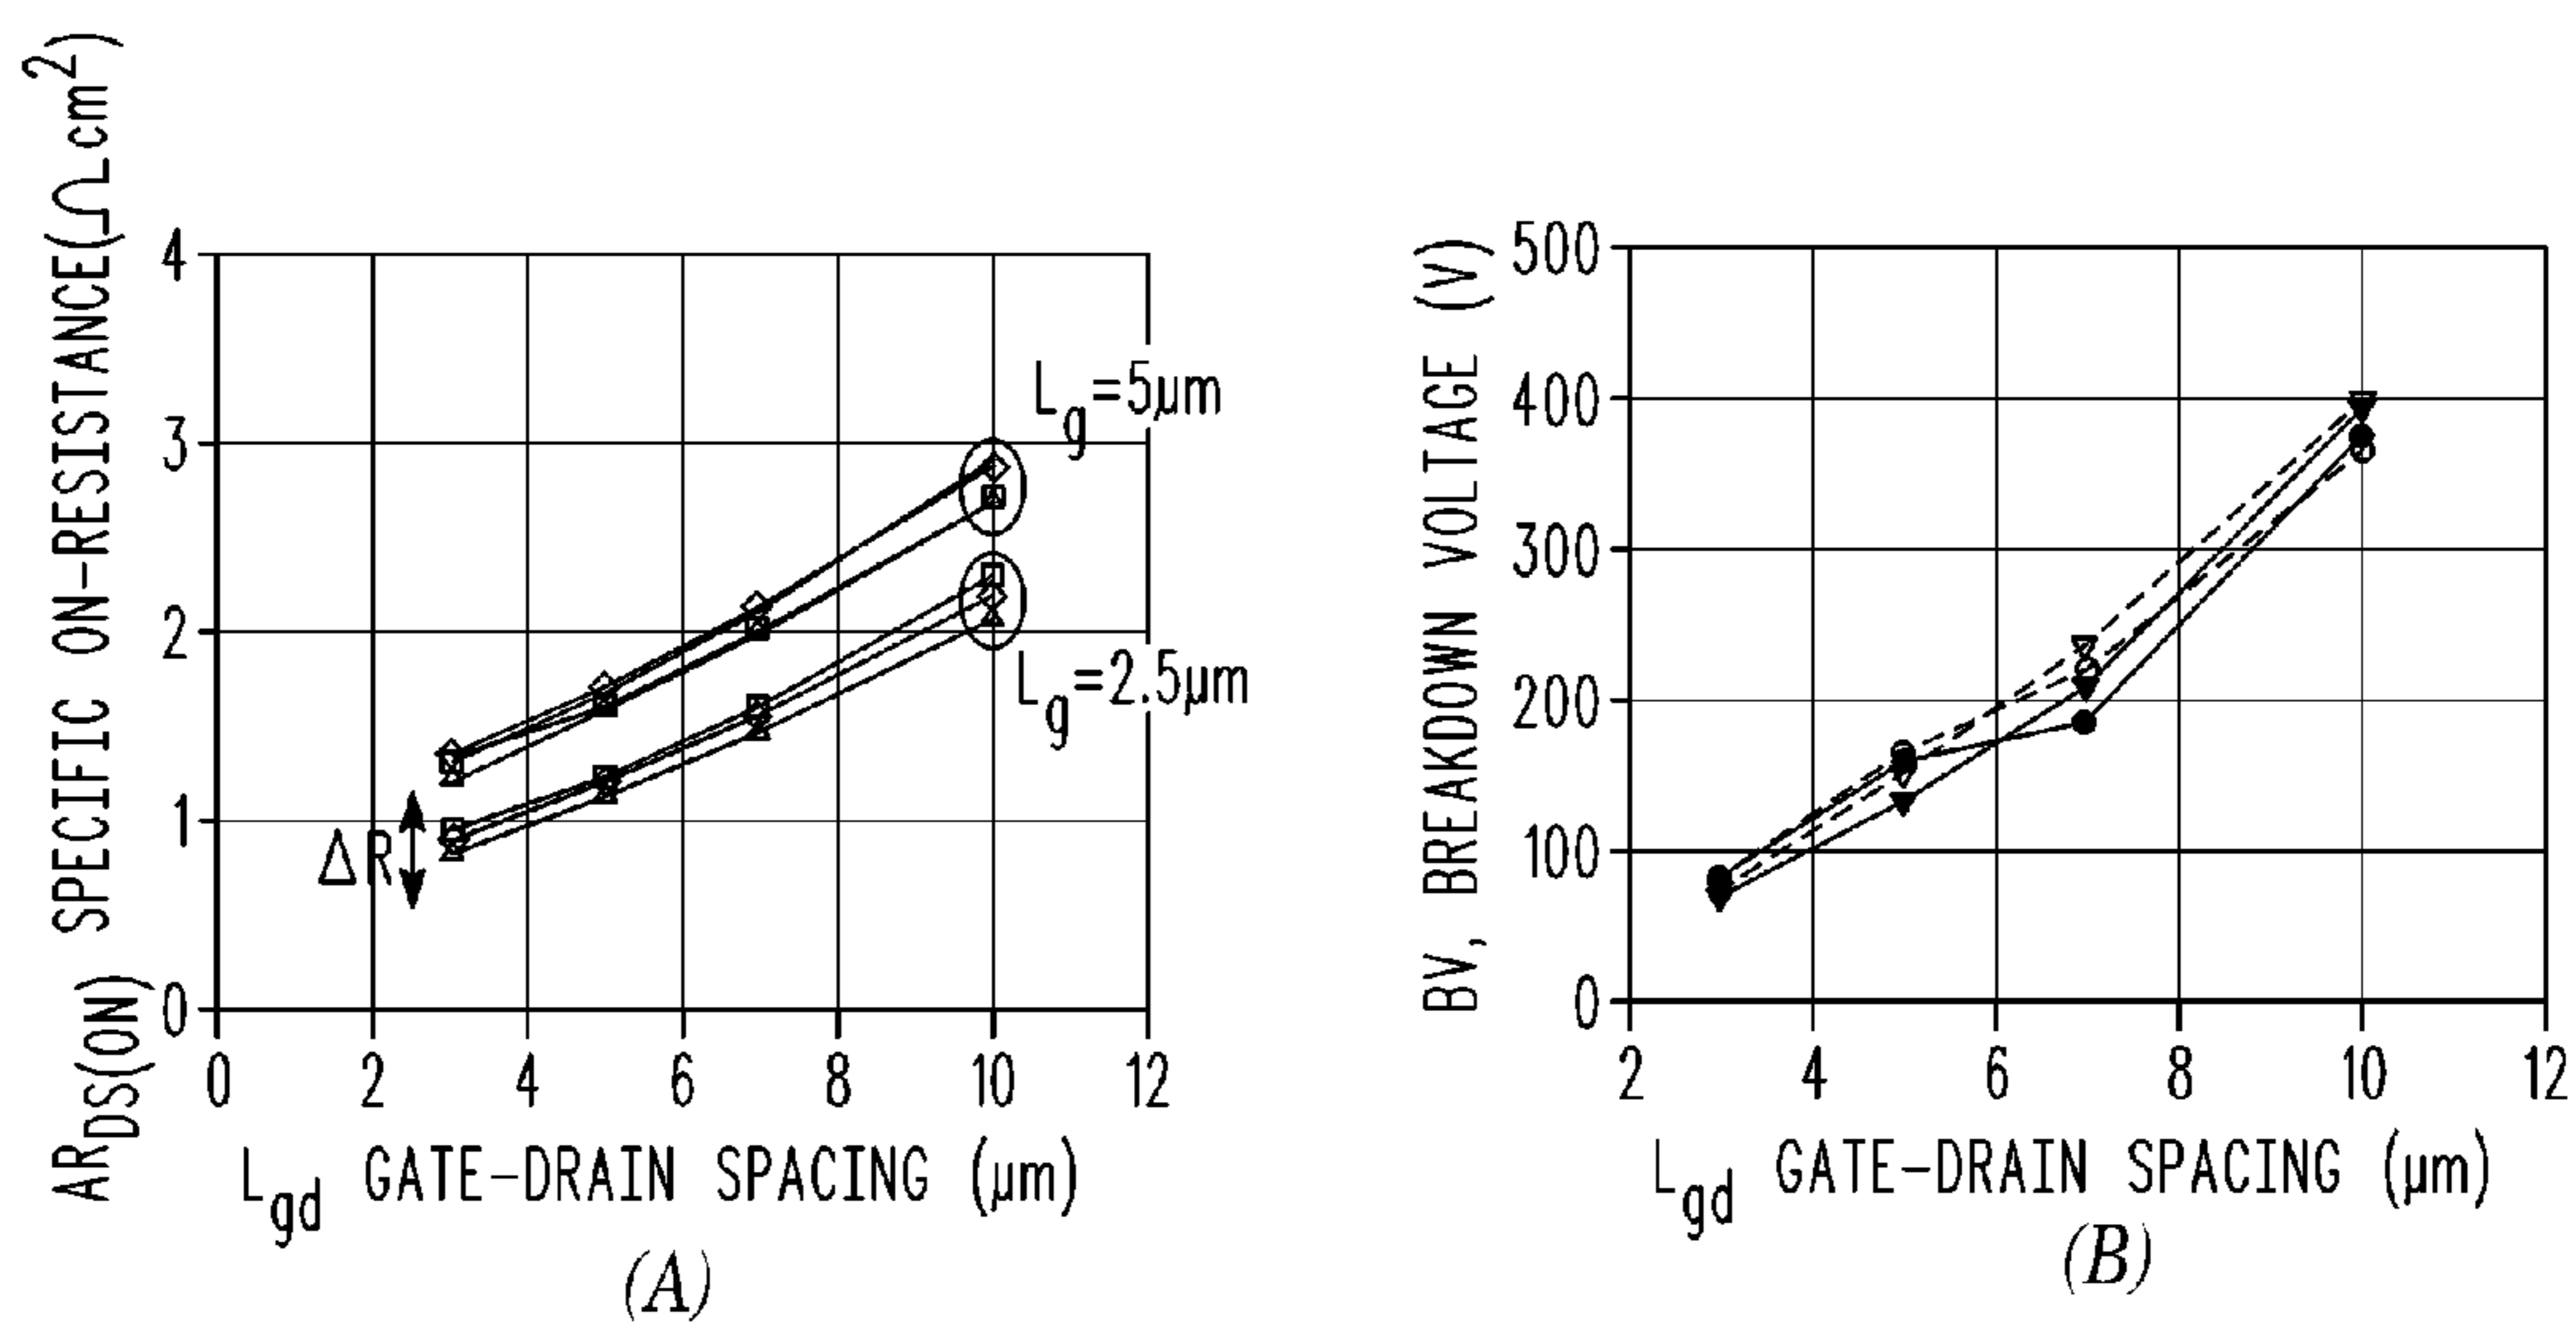 AR_DS(ON) SPECIFIC ON-RESISTANCE(Ωcm²)
4
3
2
1
0
0 2 4 6 8 10 12
L_g=5μm
L_g=2.5μm
ΔR
L_gd GATE-DRAIN SPACING (μm)
(A)
BV, BREAKDOWN VOLTAGE (V)
500
400
300
200
100
0
2 4 6 8 10 12
L_gd GATE-DRAIN SPACING (μm)
(B)